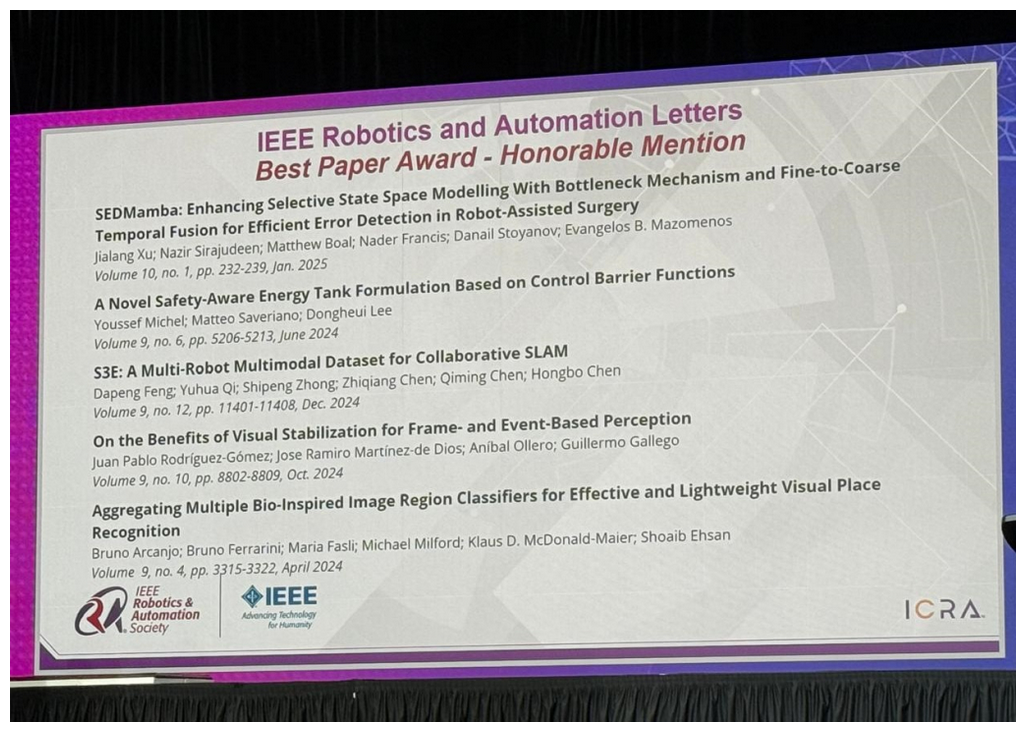 IEEE Robotics and Automation Letters
Best Paper Award - Honorable Mention
SEDMamba: Enhancing Selective State Space Modelling With Bottleneck Mechanism and Fine-to-Coarse
Temporal Fusion for Efficient Error Detection in Robot-Assisted Surgery
Jialang Xu; Nazir Sirajudeen; Matthew Boal; Nader Francis; Danail Stoyanov; Evangelos B. Mazomenos
Volume 10, no. 1, pp. 232-239, Jan. 2025
A Novel Safety-Aware Energy Tank Formulation Based on Control Barrier Functions
Youssef Michel; Matteo Saveriano; Dongheui Lee
Volume 9, no. 6, pp. 5206-5213, June 2024
S3E: A Multi-Robot Multimodal Dataset for Collaborative SLAM
Dapeng Feng; Yuhua Qi; Shipeng Zhong; Zhiqiang Chen; Qiming Chen; Hongbo Chen
Volume 9, no. 12, pp. 11401-11408, Dec. 2024
On the Benefits of Visual Stabilization for Frame- and Event-Based Perception
Juan Pablo Rodríguez-Gómez; Jose Ramiro Martínez-de Dios; Aníbal Ollero; Guillermo Gallego
Volume 9, no. 10, pp. 8802-8809, Oct. 2024
Aggregating Multiple Bio-Inspired Image Region Classifiers for Effective and Lightweight Visual Place
Recognition
Bruno Arcanjo; Bruno Ferrarini; Maria Fasli; Michael Milford; Klaus D. McDonald-Maier; Shoaib Ehsan
Volume 9, no. 4, pp. 3315-3322, April 2024
IEEE
Robotics &
Automation
Society
IEEE
Advancing Technology
for Humanity
ICRA